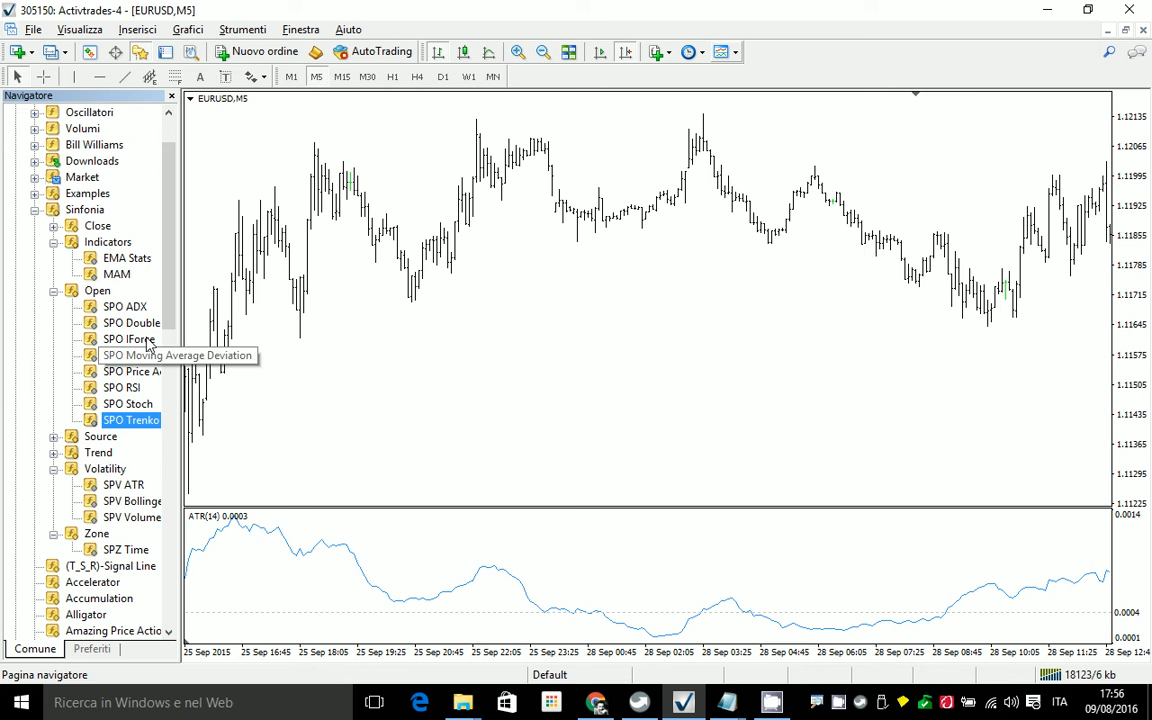 305150: Activtrades-4 - [EURUSD,M5]
File Visualizza Inserisci Grafici Strumenti Finestra Aiuto
Nuovo ordine AutoTrading
A T M1 M5 M15 M30 H1 H4 D1 W1 MN
Navigatore
Oscillatori
Volumi
Bill Williams
Downloads
Market
Examples
Sinfonia
Close
Indicators
EMA Stats
MAM
Open
SPO ADX
SPO Double
SPO IForce
SPO Moving Average Deviation
SPO Price A
SPO RSI
SPO Stoch
SPO Trenko
Source
Trend
Volatility
SPV ATR
SPV Bollinge
SPV Volume
Zone
SPZ Time
(T_S_R)-Signal Line
Accelerator
Accumulation
Alligator
Amazing Price Actio
Comune Preferiti
EURUSD,M5
1.12135
1.12065
1.11995
1.11925
1.11855
1.11785
1.11715
1.11645
1.11575
1.11505
1.11435
1.11365
1.11295
1.11225
ATR(14) 0.0003
0.0014
0.0004
0.0001
25 Sep 2015 25 Sep 16:45 25 Sep 18:05 25 Sep 19:25 25 Sep 20:45 25 Sep 22:05 25 Sep 23:25 28 Sep 00:45 28 Sep 02:05 28 Sep 03:25 28 Sep 04:45 28 Sep 06:05 28 Sep 07:25 28 Sep 08:45 28 Sep 10:05 28 Sep 11:25 28 Sep 12:4
Pagina navigatore Default 18123/6 kb
Ricerca in Windows e nel Web
ITA
17:56
09/08/2016